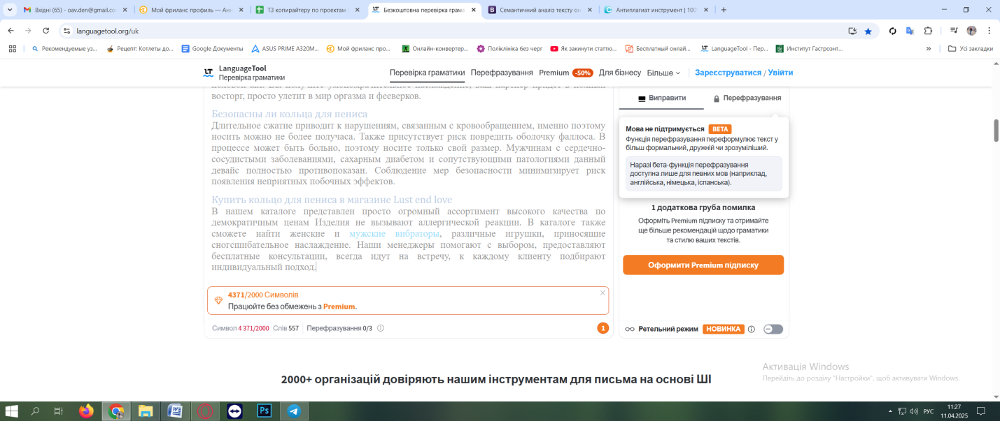 Вхідні (65) - oav.den@gmail.co
Мой фриланс профиль — Анн
ТЗ копирайтеру по проектам
Безкоштовна перевірка грама
Семантичний аналіз тексту он
Антиплагиат инструмент | 100
languagetool.org/uk
Рекомендуемые уз...
Рецепт: Котлеты до...
Google Документы
ASUS PRIME A320M...
Мой фриланс про...
Онлайн-конвертер...
Поліклініка без черг
Як закинути статтю...
Бесплатный онлай...
LanguageTool - Пер...
Институт Гастроэнт...
Усі закладки
LanguageTool
Перевірка граматики
Перевірка граматики Перефразування Premium -50% Для бізнесу Більше
Зареєструватися / Увійти
восторг, просто улетит в мир оргазма и фееверков.
Безопасны ли кольца для пениса
Длительное сжатие приводит к нарушениям, связанным с кровообращением, именно поэтому
носить можно не более получаса. Также присутствует риск повредить оболочку фаллоса. В
процессе может быть больно, поэтому носите только свой размер. Мужчинам с сердечно-
сосудистыми заболеваниями, сахарным диабетом и сопутствующими патологиями данный
девайс полностью противопоказан. Соблюдение мер безопасности минимизирует риск
появления неприятных побочных эффектов.
Купить кольцо для пениса в магазине Lust end love
В нашем каталоге представлен просто огромный ассортимент высокого качества по
демократичным ценам Изделия не вызывают аллергической реакции. В каталоге также
сможете найти женские и мужские вибраторы, различные игрушки, приносящие
сногсшибательное наслаждение. Наши менеджеры помогают с выбором, предоставляют
бесплатные консультации, всегда идут на встречу, к каждому клиенту подбирают
индивидуальный подход.
4371/2000 Символів
Працюйте без обмежень з Premium.
Символ 4 371/2000 Слів 557 Перефразування 0/3
1
Виправити
Перефразування
Мова не підтримується BETA
Функція перефразування переформулює текст у
більш формальний, дружній чи зрозуміліший.
Наразі бета-функція перефразування
доступна лише для певних мов (наприклад,
англійська, німецька, іспанська).
1 додаткова груба помилка
Оформіть Premium підписку та отримайте
ще більше рекомендацій щодо граматики
та стилю ваших текстів.
Оформити Premium підписку
Ретельний режим НОВИНКА
2000+ організацій довіряють нашим інструментам для письма на основі ШІ
Активація Windows
Перейдіть до розділу "Настройки", щоб активувати Windows.
РУС
11:27
11.04.2025